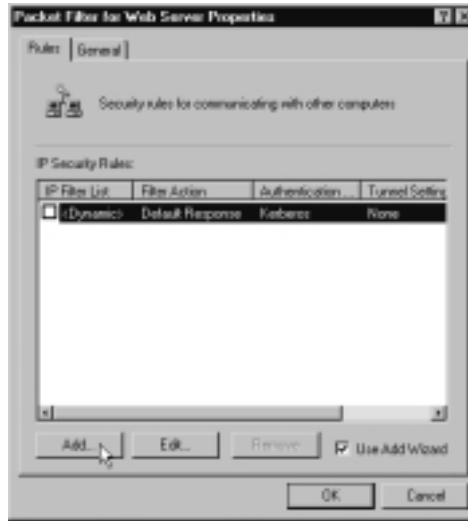 Packet Filter for Web Server Properties
Rules General
Security rules for communicating with other computers
IP Security Rules:
IP Filter List Filter Action Authentication ... Tunnel Setting
<Dynamic> Default Response Kerberos None
Add... Edit... Remove Use Add Wizard
OK Cancel